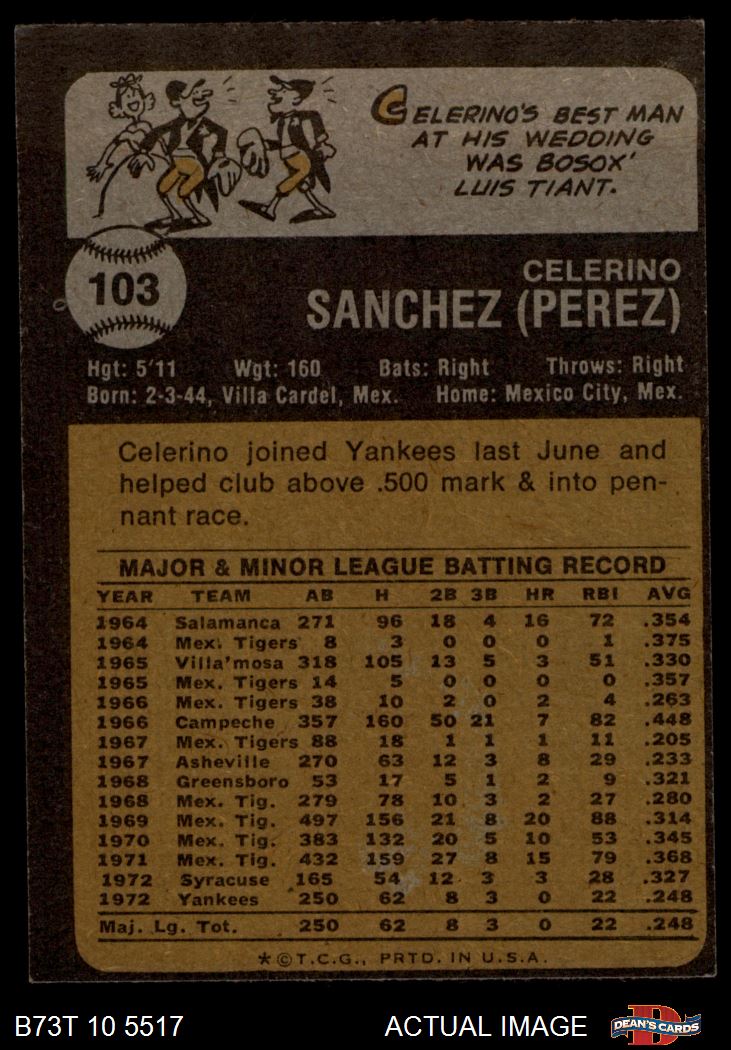 CELERINO'S BEST MAN
AT HIS WEDDING
WAS BOSOX'
LUIS TIANT.
103
CELERINO
SANCHEZ (PEREZ)
Hgt: 5'11 Wgt: 160 Bats: Right Throws: Right
Born: 2-3-44, Villa Cardel, Mex. Home: Mexico City, Mex.
Celerino joined Yankees last June and
helped club above .500 mark & into pen-
nant race.
MAJOR & MINOR LEAGUE BATTING RECORD
YEAR TEAM AB H 2B 3B HR RBI AVG
1964 Salamanca 271 96 18 4 16 72 .354
1964 Mex. Tigers 8 3 0 0 0 1 .375
1965 Villa'mosa 318 105 13 5 3 51 .330
1965 Mex. Tigers 14 5 0 0 0 0 .357
1966 Mex. Tigers 38 10 2 0 2 4 .263
1966 Campeche 357 160 50 21 7 82 .448
1967 Mex. Tigers 88 18 1 1 1 11 .205
1967 Asheville 270 63 12 3 8 29 .233
1968 Greensboro 53 17 5 1 2 9 .321
1968 Mex. Tig. 279 78 10 3 2 27 .280
1969 Mex. Tig. 497 156 21 8 20 88 .314
1970 Mex. Tig. 383 132 20 5 10 53 .345
1971 Mex. Tig. 432 159 27 8 15 79 .368
1972 Syracuse 165 54 12 3 3 28 .327
1972 Yankees 250 62 8 3 0 22 .248
Maj. Lg. Tot. 250 62 8 3 0 22 .248
*©T.C.G., PRTD. IN U.S.A.
B73T 10 5517 ACTUAL IMAGE D DEAN'S CARDS